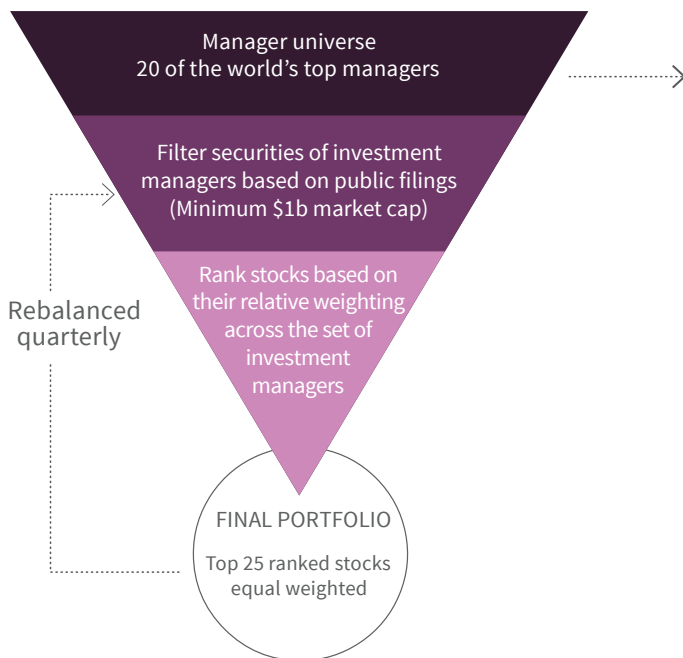 Manager universe
20 of the world’s top managers
Filter securities of investment
managers based on public filings
(Minimum $1b market cap)
Rank stocks based on
their relative weighting
across the set of
investment
managers
Rebalanced
quarterly
FINAL PORTFOLIO
Top 25 ranked stocks
equal weighted